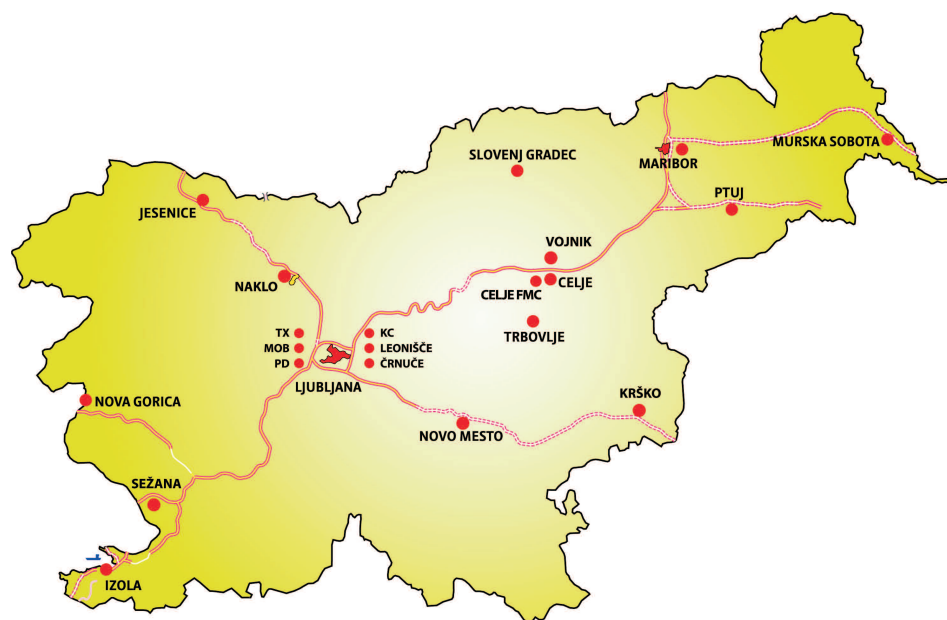 SLOVENJ GRADEC
MARIBOR
MURSKA SOBOTA
PTUJ
JESENICE
VOJNIK
NAKLO
CELJE FMC
CELJE
TRBOVLJE
TX
KC
MOB
LEONIŠČE
PD
ČRNUČE
LJUBLJANA
NOVA GORICA
KRŠKO
NOVO MESTO
SEŽANA
IZOLA